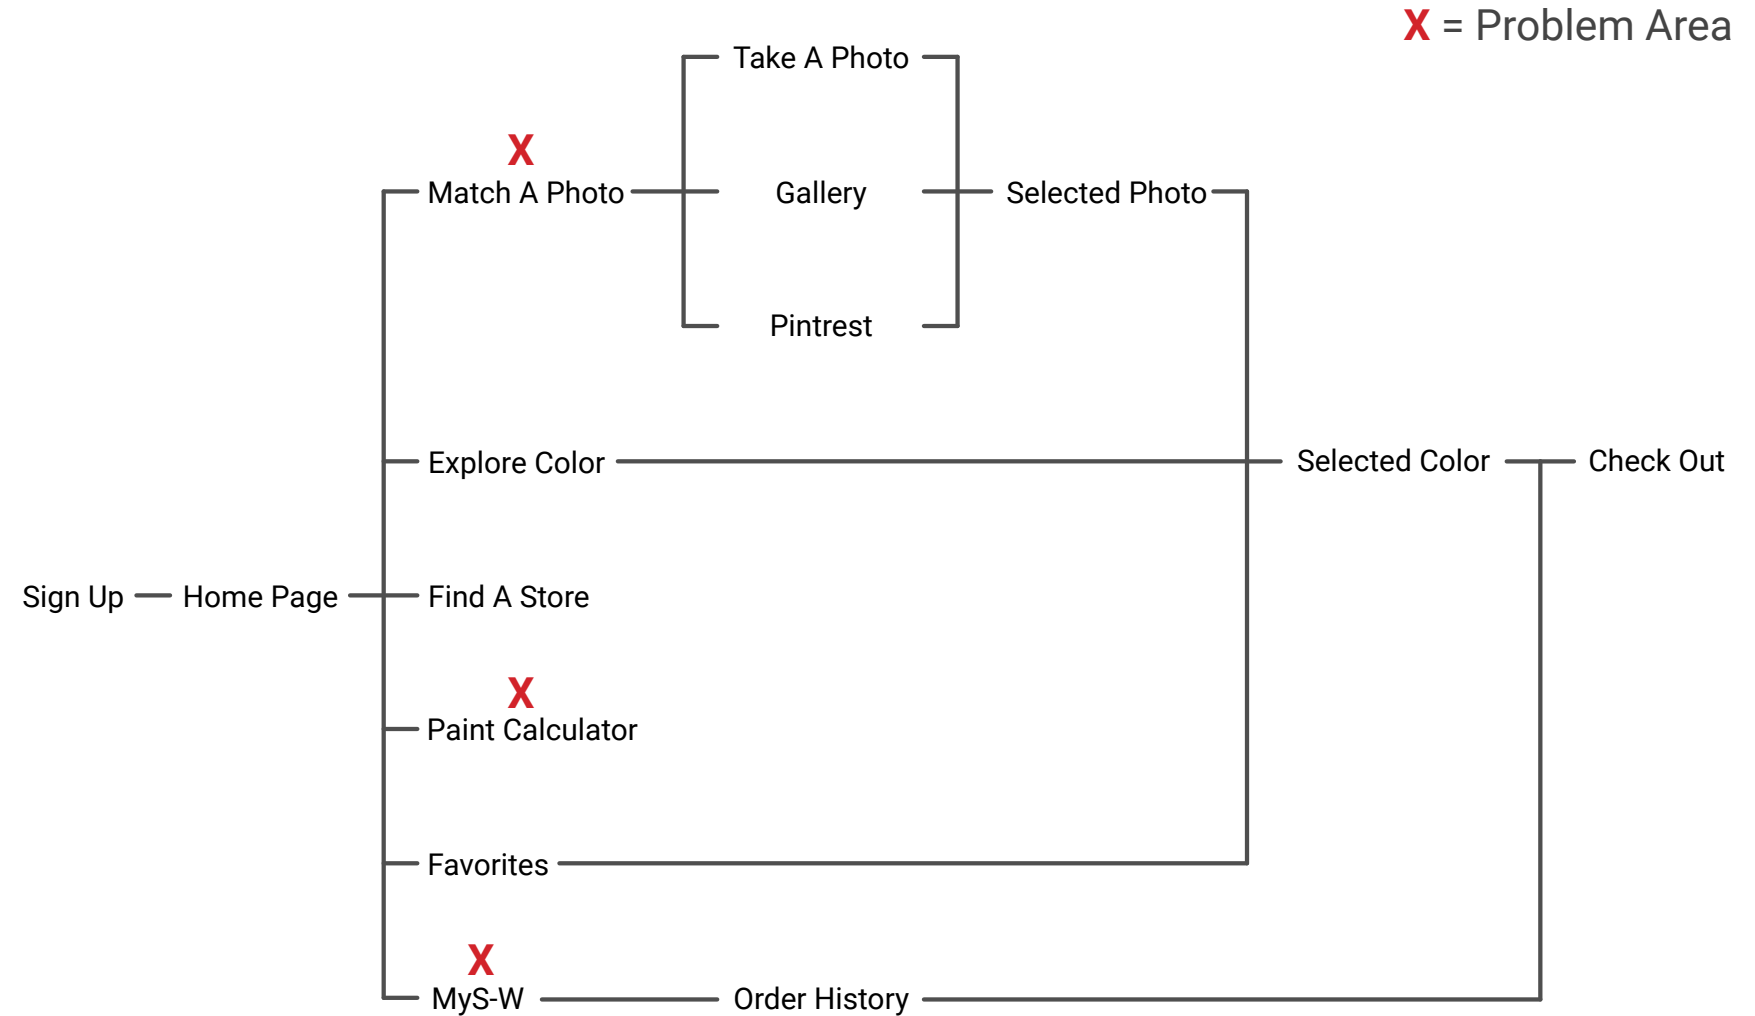 X = Problem Area
Take A Photo
X
Match A Photo
Gallery
Selected Photo
Pintrest
Explore Color
Selected Color
Check Out
Sign Up
Home Page
Find A Store
X
Paint Calculator
Favorites
X
MyS-W
Order History